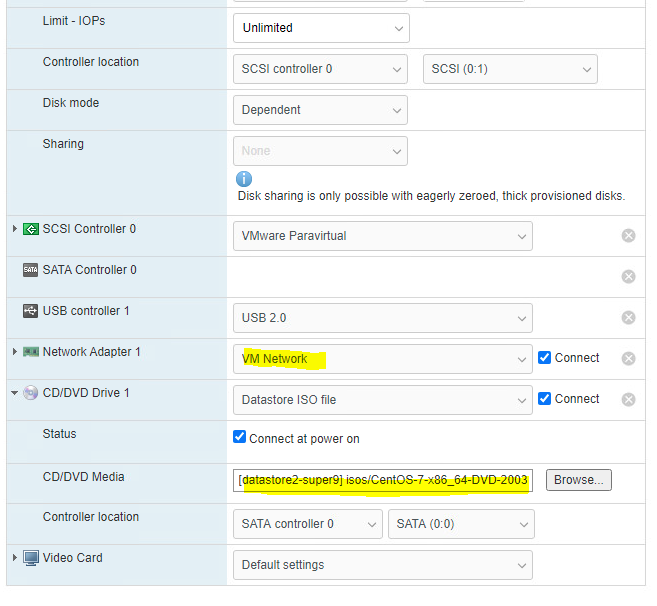 Limit - IOPs
Unlimited
Controller location
SCSI controller 0
SCSI (0:1)
Disk mode
Dependent
Sharing
None
Disk sharing is only possible with eagerly zeroed, thick provisioned disks.
SCSI Controller 0
VMware Paravirtual
SATA
SATA Controller 0
USB controller 1
USB 2.0
Network Adapter 1
VM Network
Connect
CD/DVD Drive 1
Datastore ISO file
Connect
Status
Connect at power on
CD/DVD Media
[datastore2-super9] isos/CentOS-7-x86_64-DVD-2003
Browse...
Controller location
SATA controller 0
SATA (0:0)
Video Card
Default settings